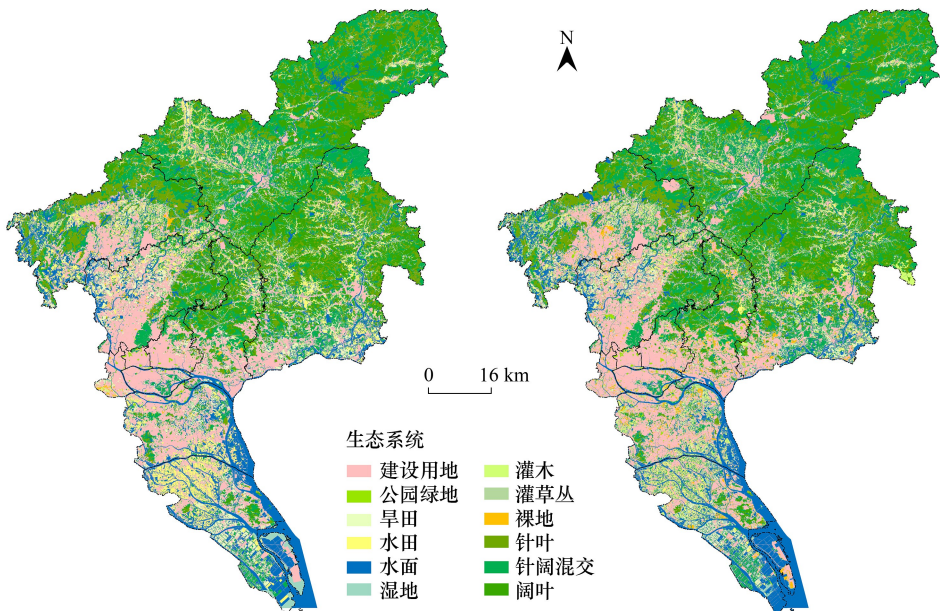 N
0 16 km
生态系统
建设用地 灌木
公园绿地 灌草丛
旱田 裸地
水田 针叶
水面 针阔混交
湿地 阔叶